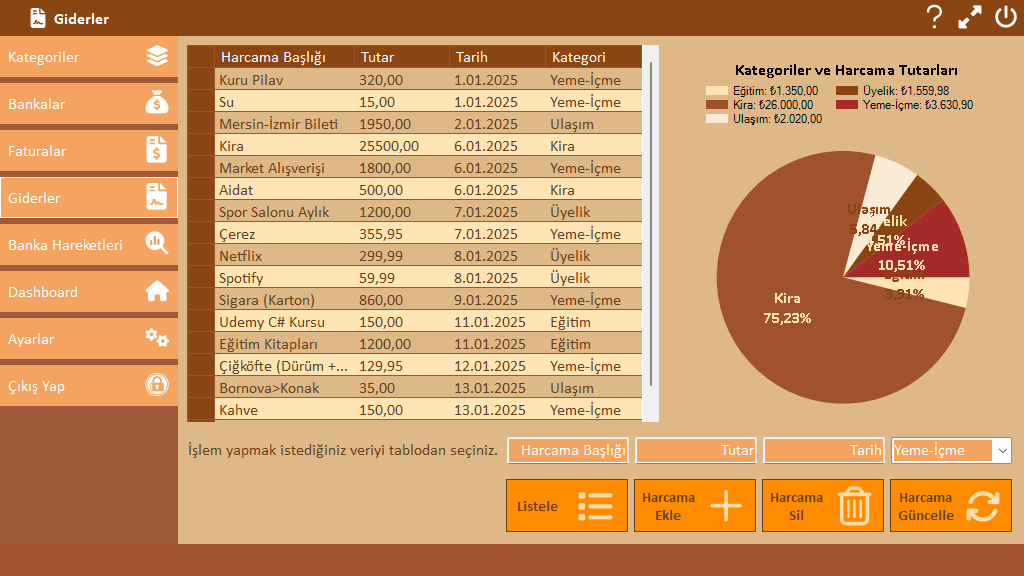 Giderler
Kategoriler
Bankalar
Faturalar
Giderler
Banka Hareketleri
Dashboard
Ayarlar
Çıkış Yap
Harcama Başlığı Tutar Tarih Kategori
Kuru Pilav 320,00 1.01.2025 Yeme-İçme
Su 15,00 1.01.2025 Yeme-İçme
Mersin-İzmir Bileti 1950,00 2.01.2025 Ulaşım
Kira 25500,00 6.01.2025 Kira
Market Alışverişi 1800,00 6.01.2025 Yeme-İçme
Aidat 500,00 6.01.2025 Kira
Spor Salonu Aylık 1200,00 7.01.2025 Üyelik
Çerez 355,95 7.01.2025 Yeme-İçme
Netflix 299,99 8.01.2025 Üyelik
Spotify 59,99 8.01.2025 Üyelik
Sigara (Karton) 860,00 9.01.2025 Yeme-İçme
Udemy C# Kursu 150,00 11.01.2025 Eğitim
Eğitim Kitapları 1200,00 11.01.2025 Eğitim
Çiğköfte (Dürüm +... 129,95 12.01.2025 Yeme-İçme
Bornova>Konak 35,00 13.01.2025 Ulaşım
Kahve 150,00 13.01.2025 Yeme-İçme
Kategoriler ve Harcama Tutarları
Eğitim: ₺1.350,00 Üyelik: ₺1.559,98
Kira: ₺26.000,00 Yeme-İçme: ₺3.630,90
Ulaşım: ₺2.020,00
Ulaşım
Yeme-İçme
10,51%
Eğitim
3,91%
Kira
75,23%
İşlem yapmak istediğiniz veriyi tablodan seçiniz. Harcama Başlığı Tutar Tarih Yeme-İçme
Listele
Harcama
Ekle
Harcama
Sil
Harcama
Güncelle